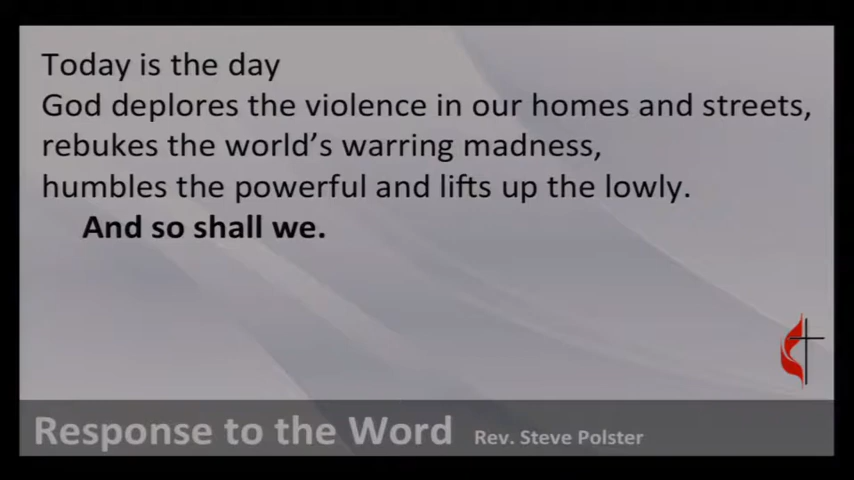 Today is the day
God deplores the violence in our homes and streets,
rebukes the world’s warring madness,
humbles the powerful and lifts up the lowly.
And so shall we.
Response to the Word Rev. Steve Polster